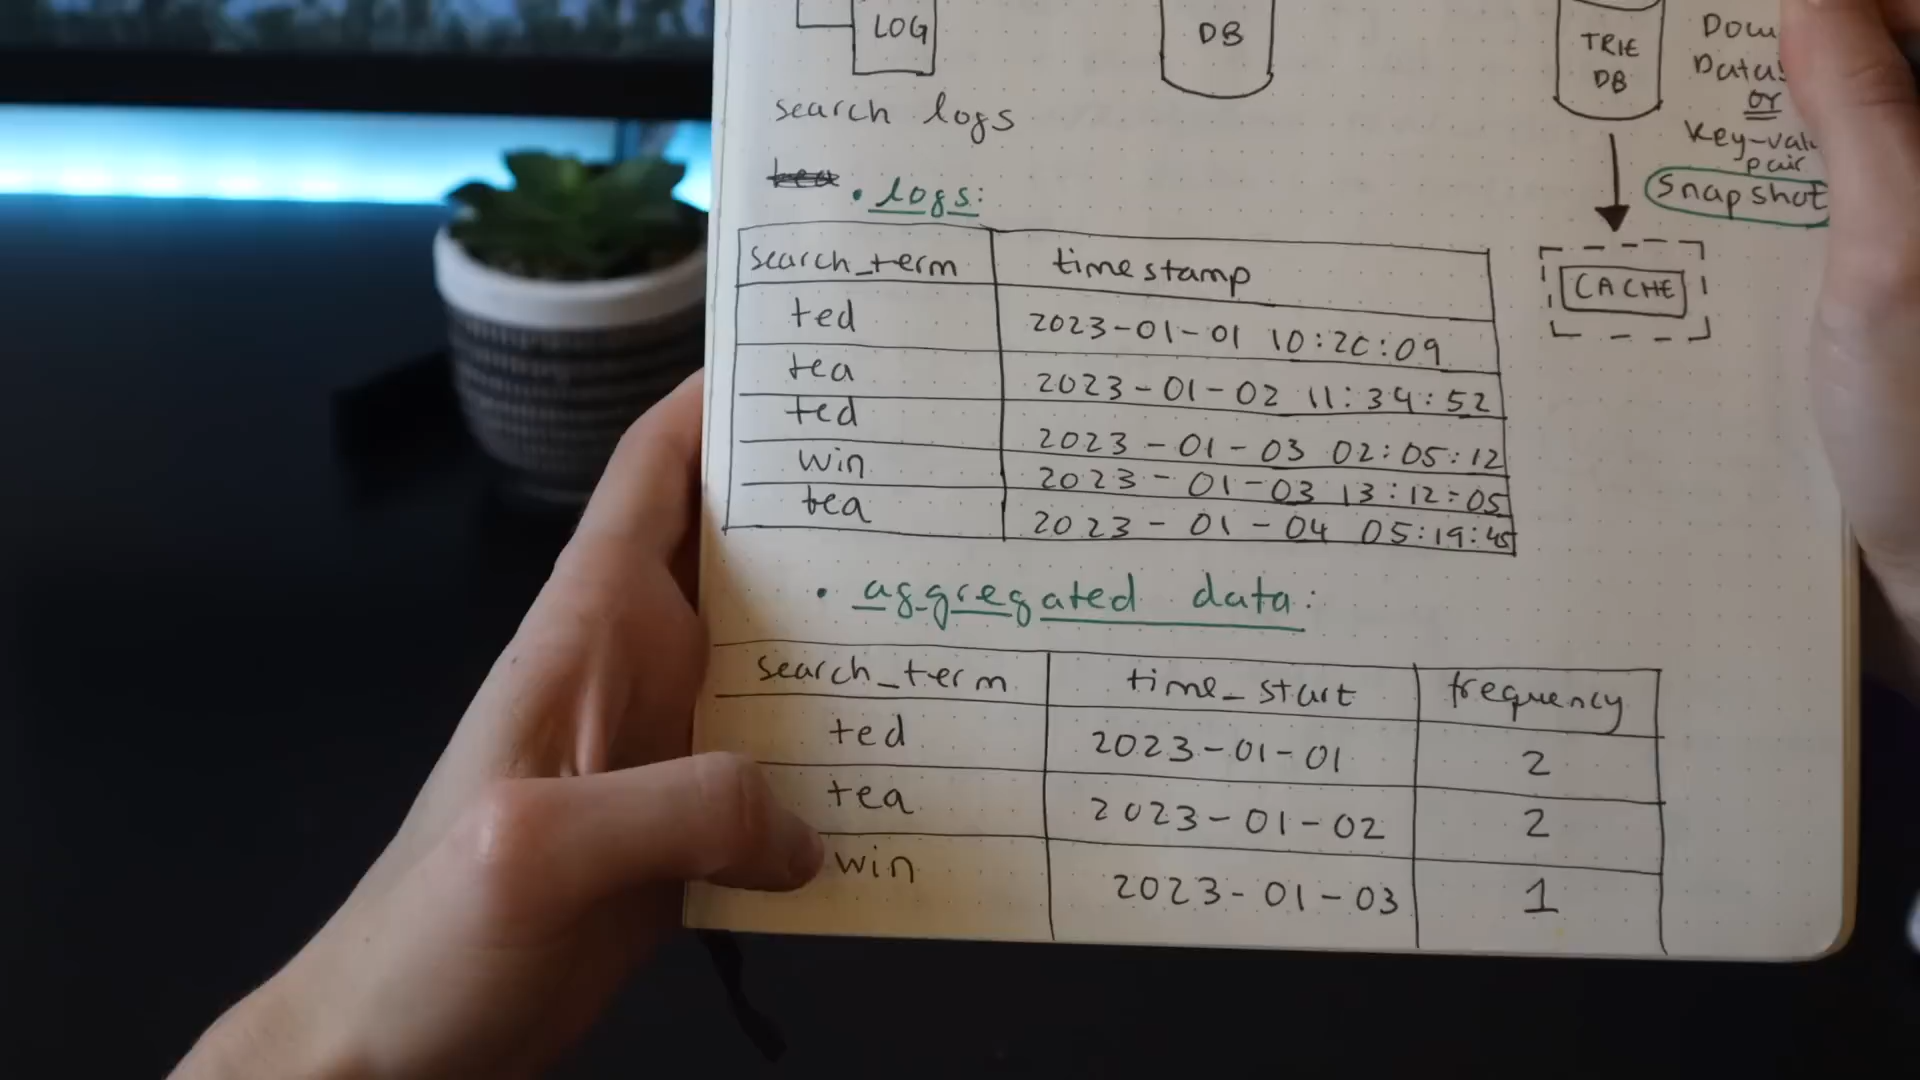 LOG
DB
TRIE
DB
or
Key-
pair
Snapshot
CACHE
search logs
• logs:
search_term timestamp
ted 2023-01-01 10:20:09
tea 2023-01-02 11:34:52
ted 2023-01-03 02:05:12
win 2023-01-03 13:12:05
tea 2023-01-04 05:19:45
• aggregated data:
search_term time_start frequency
ted 2023-01-01 2
tea 2023-01-02 2
win 2023-01-03 1